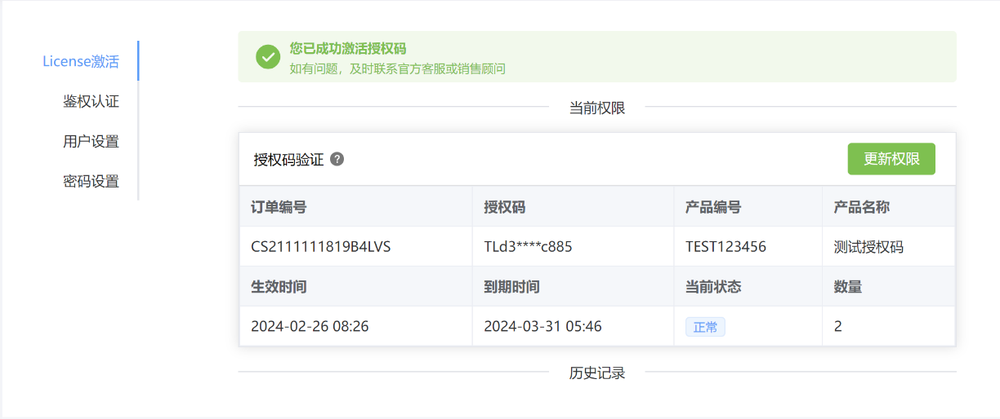 License激活
鉴权认证
用户设置
密码设置
您已成功激活授权码
如有问题，及时联系官方客服或销售顾问
当前权限
授权码验证 ?
更新权限
订单编号 授权码 产品编号 产品名称
CS2111111819B4LVS TLd3****c885 TEST123456 测试授权码
生效时间 到期时间 当前状态 数量
2024-02-26 08:26 2024-03-31 05:46 正常 2
历史记录